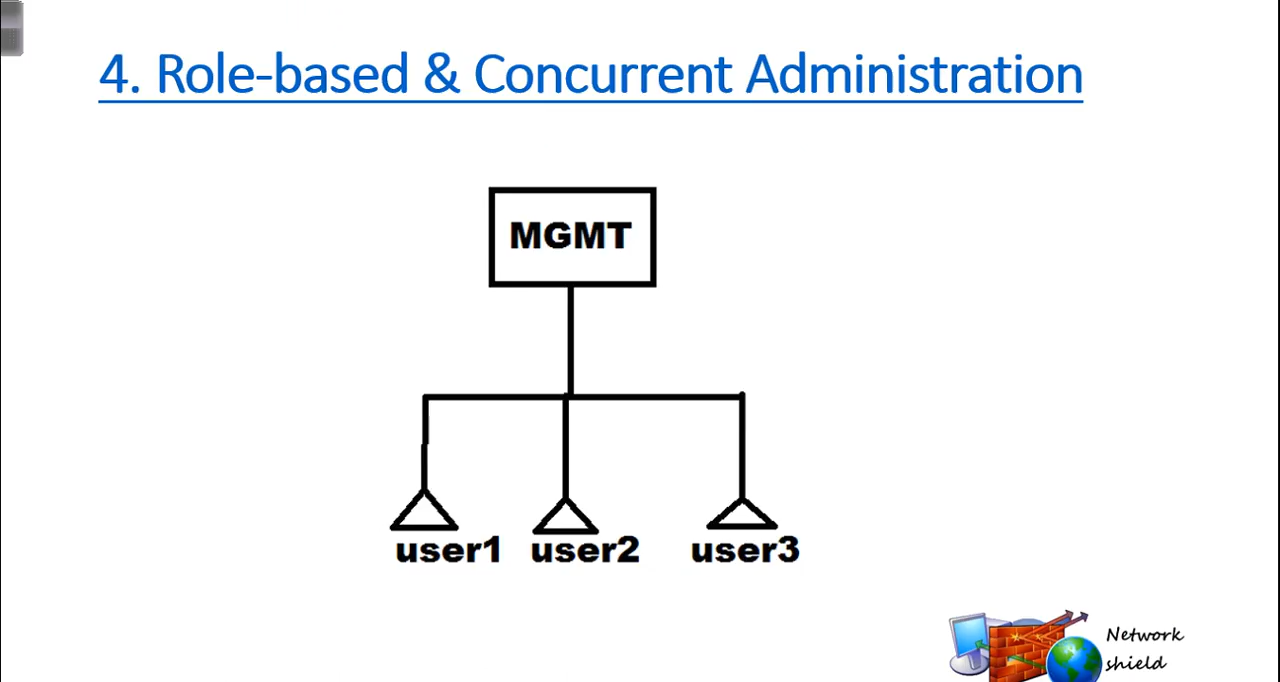 4. Role-based & Concurrent Administration
MGMT
user1 user2 user3
Network
shield